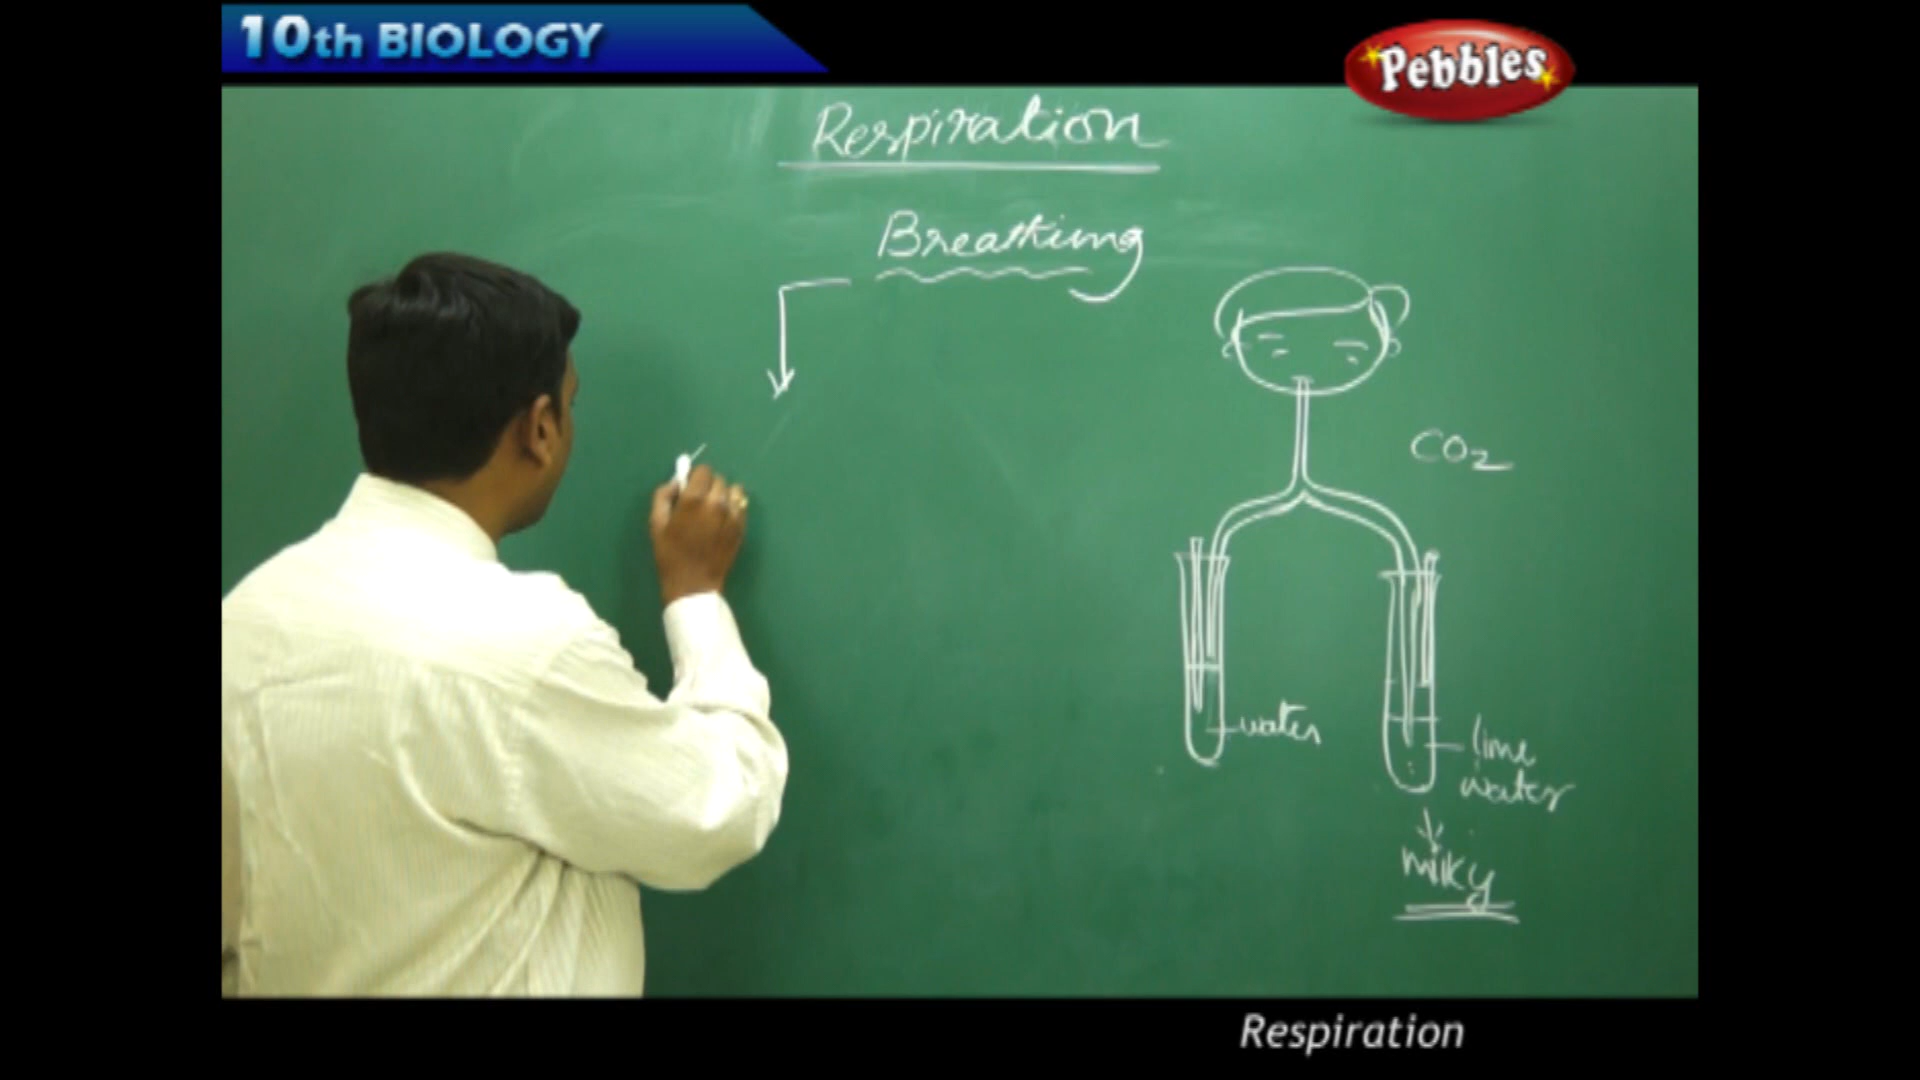 10th BIOLOGY
Pebbles
Respiration
Breathing
CO2
water
lime
water
milky
Respiration